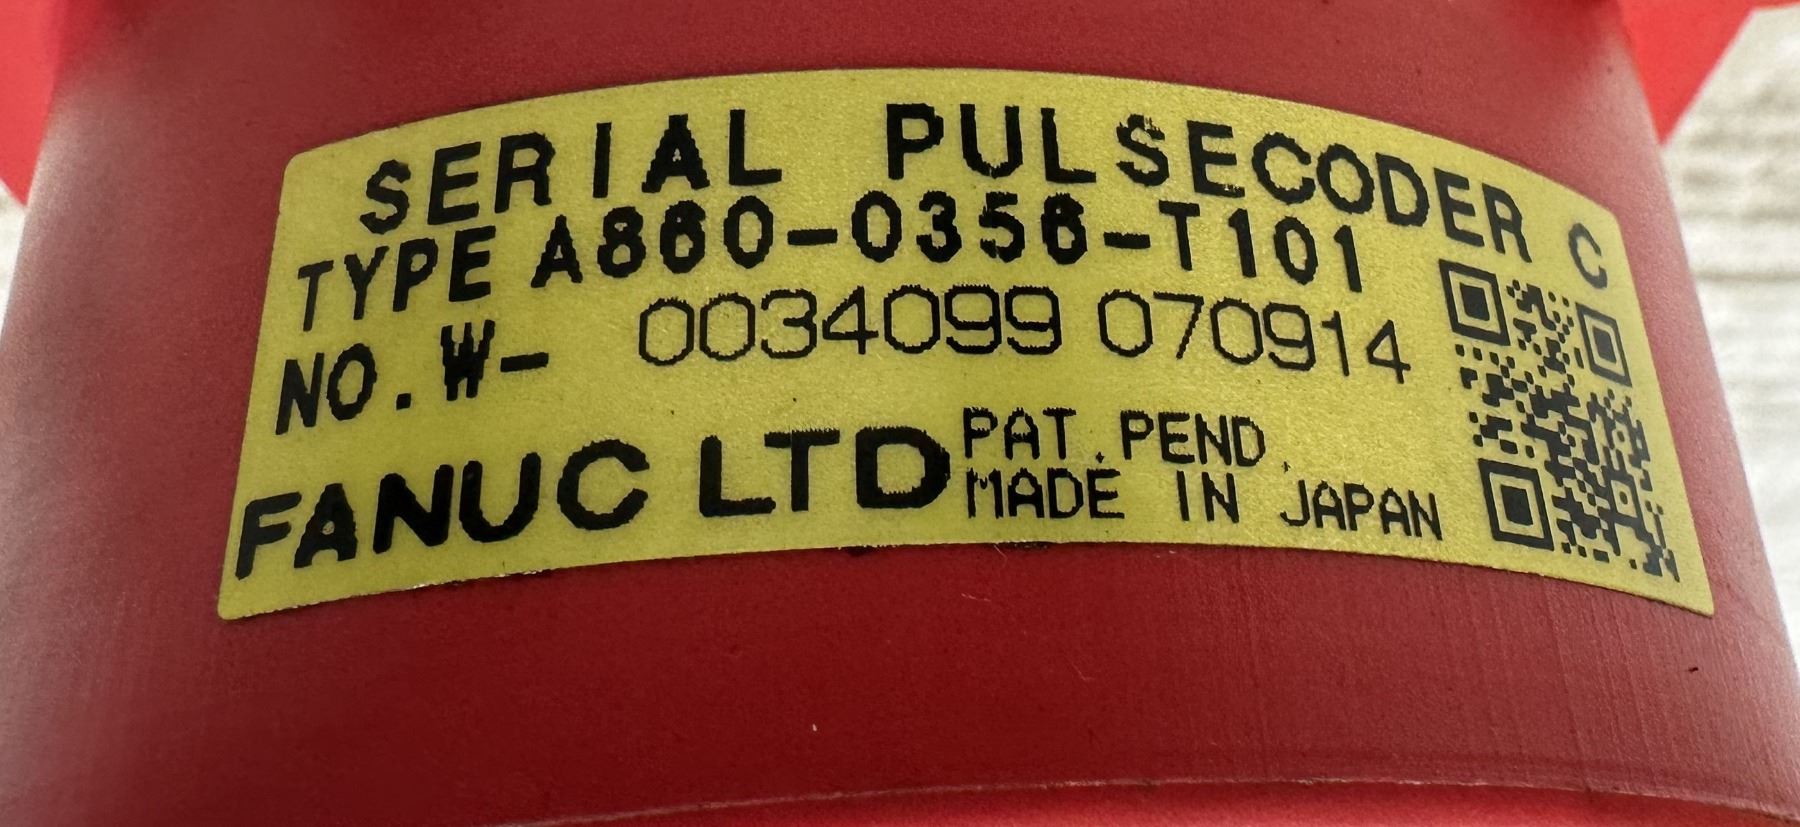 SERIAL PULSECODER C
TYPE A860-0356-T101
NO. W- 0034099 070914
FANUC LTD PAT. PEND.
MADE IN JAPAN